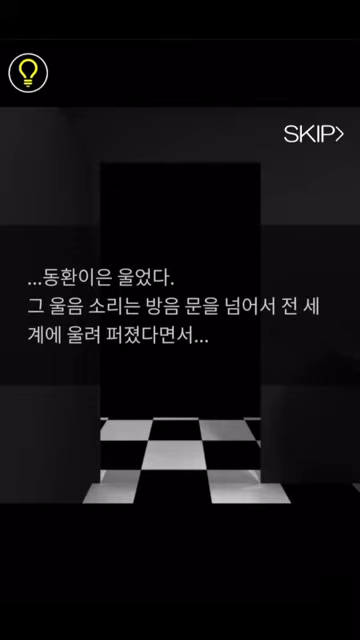 SKIP>
...동환이은 울었다.
그 울음 소리는 방음 문을 넘어서 전 세
계에 울려 퍼졌다면서...